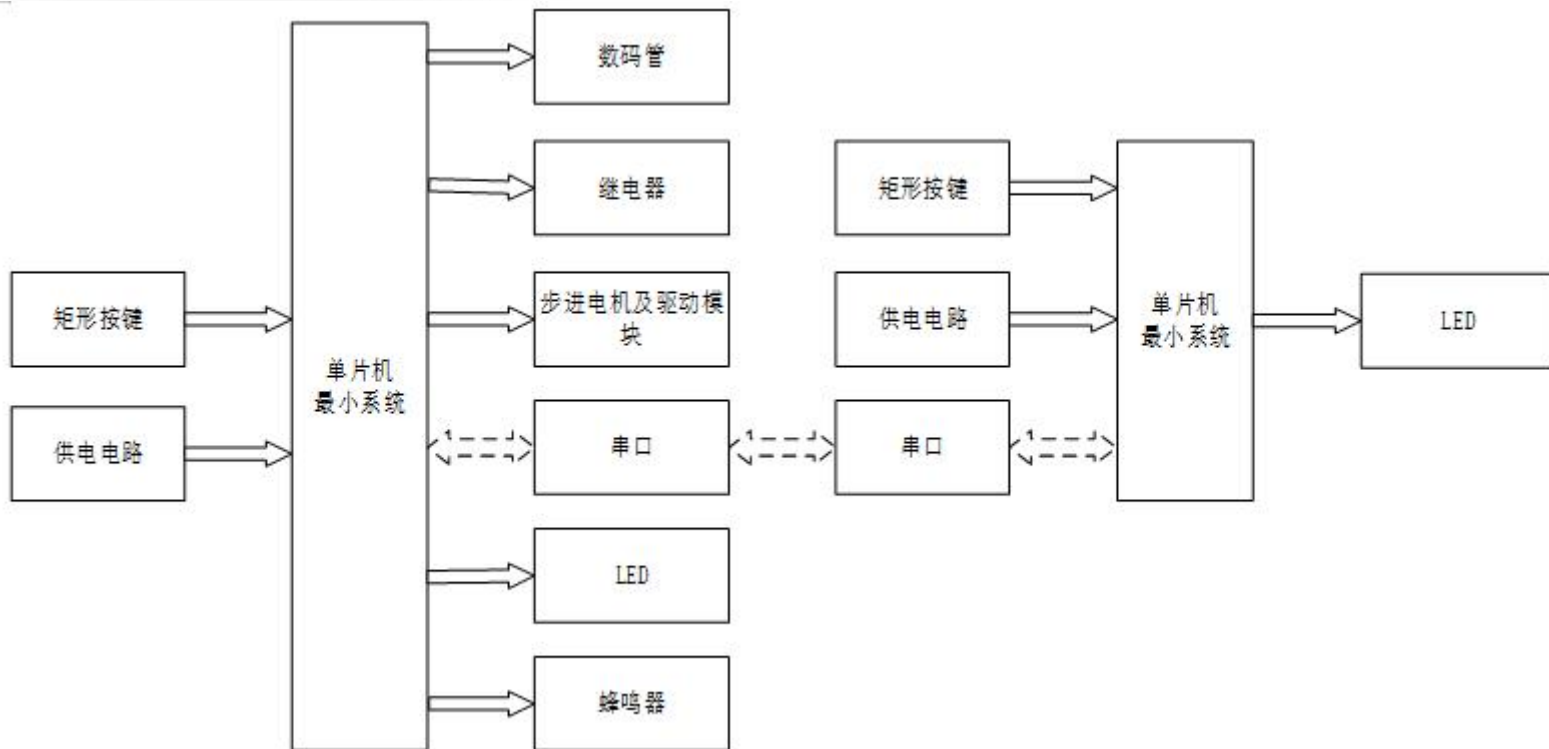 数码管
继电器
矩形按键
矩形按键
步进电机及驱动模
块
供电电路
单片机
最小系统
LED
单片机
最小系统
供电电路
串口
串口
LED
蜂鸣器